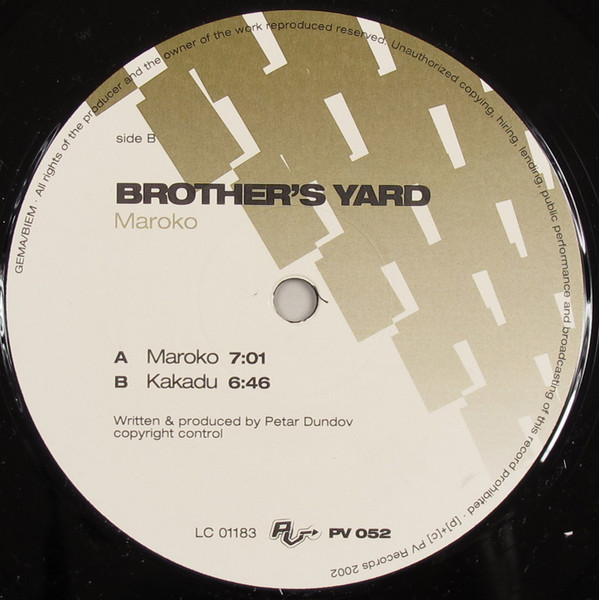 GEMA/BIEM · All rights of the producer and the owner of the work reproduced reserved. Unauthorized copying, hiring, lending, public performance and broadcasting of this record prohibited · [p]+[c] PV Records 2002
side B
BROTHER'S YARD
Maroko
A Maroko 7:01
B Kakadu 6:46
Written & produced by Petar Dundov
copyright control
LC 01183 PV PV 052